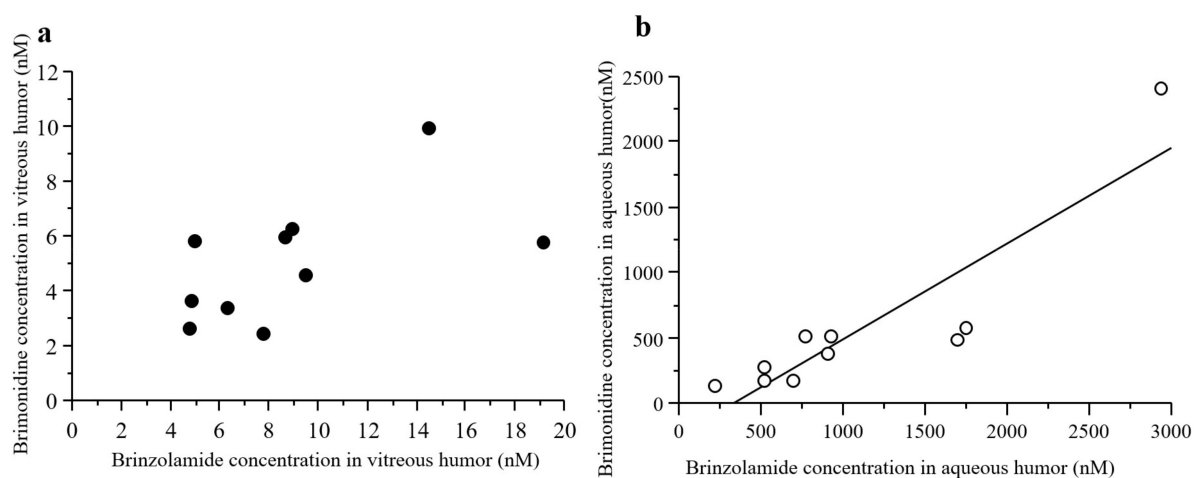 a
Brimonidine concentration in vitreous humor (nM)
12
10
8
6
4
2
0
0 2 4 6 8 10 12 14 16 18 20
Brinzolamide concentration in vitreous humor (nM)
b
Brimonidine concentration in aqueous humor(nM)
2500
2000
1500
1000
500
0
0 500 1000 1500 2000 2500 3000
Brinzolamide concentration in aqueous humor (nM)